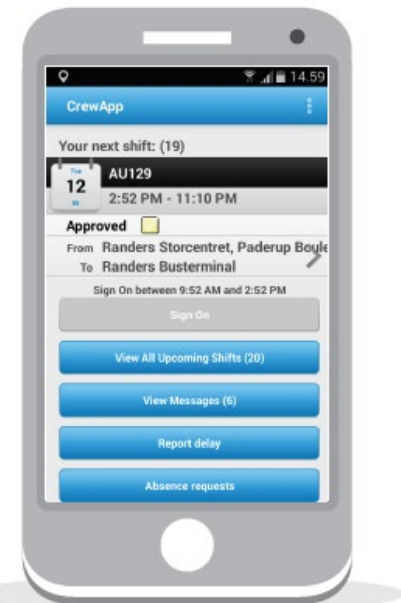 14.59
CrewApp
Your next shift: (19)
Tue
12
AU129
2:52 PM - 11:10 PM
Approved
From Randers Storcentret, Paderup Boule
To Randers Busterminal
Sign On between 9:52 AM and 2:52 PM
Sign On
View All Upcoming Shifts (20)
View Messages (6)
Report delay
Absence requests